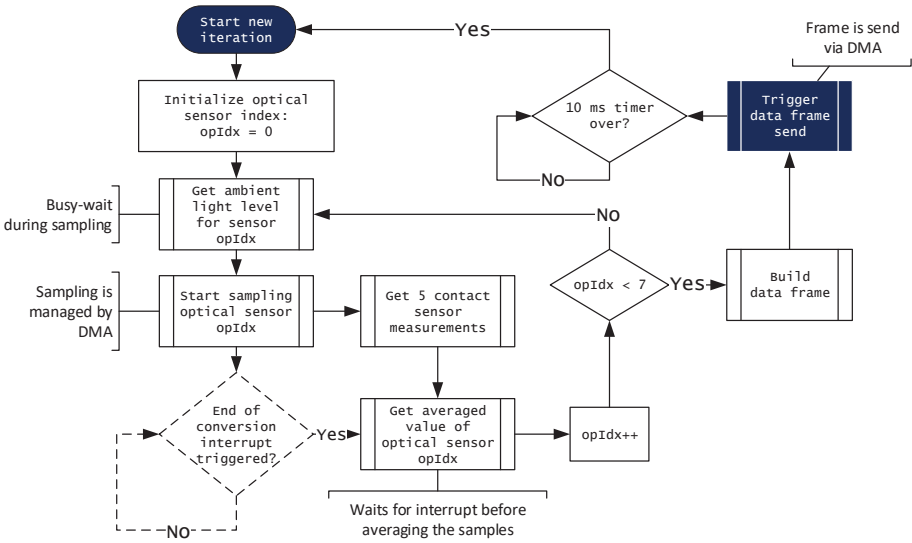 Start new
iteration
Yes
Frame is send
via DMA
Initialize optical
sensor index:
opIdx = 0
10 ms timer
over?
No
Trigger
data frame
send
Busy-wait
during sampling
Get ambient
light level
for sensor
opIdx
No
Sampling is
managed by
DMA
Start sampling
optical sensor
opIdx
Get 5 contact
sensor
measurements
opIdx < 7
Yes
Build
data frame
End of
conversion
interrupt
triggered?
Yes
No
Get averaged
value of
optical sensor
opIdx
opIdx++
Waits for interrupt before
averaging the samples